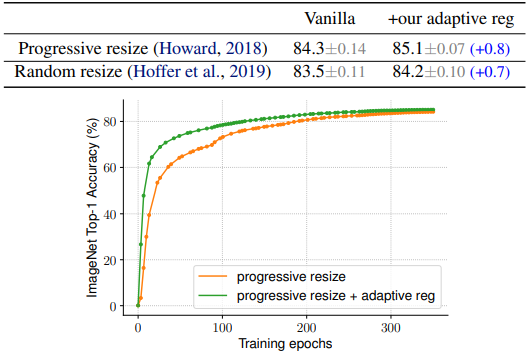 Vanilla +our adaptive reg
Progressive resize (Howard, 2018) 84.3±0.14 85.1±0.07 (+0.8)
Random resize (Hoffer et al., 2019) 83.5±0.11 84.2±0.10 (+0.7)
80
60
40
20
0
ImageNet Top-1 Accuracy (%)
progressive resize
progressive resize + adaptive reg
0 100 200 300
Training epochs